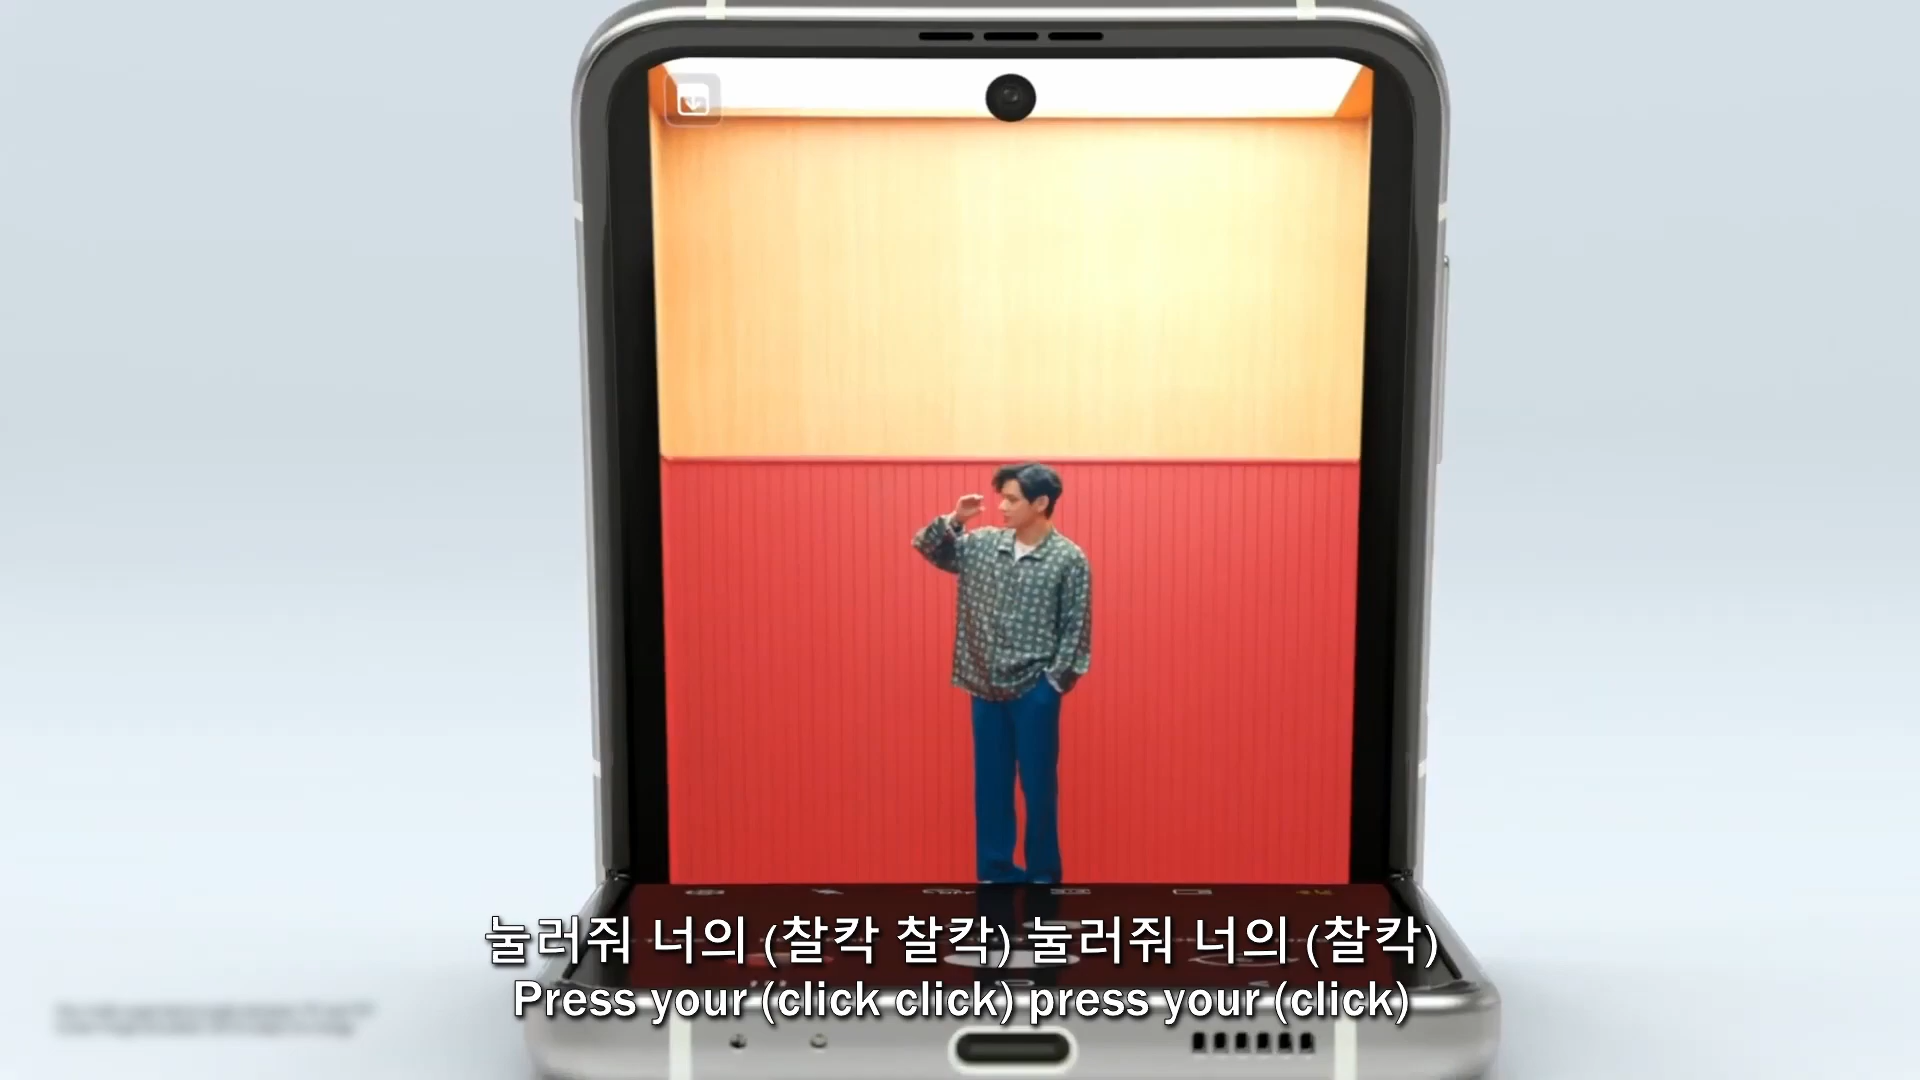 눌러줘 너의 (찰칵 찰칵) 눌러줘 너의 (찰칵)
Press your (click click) press your (click)